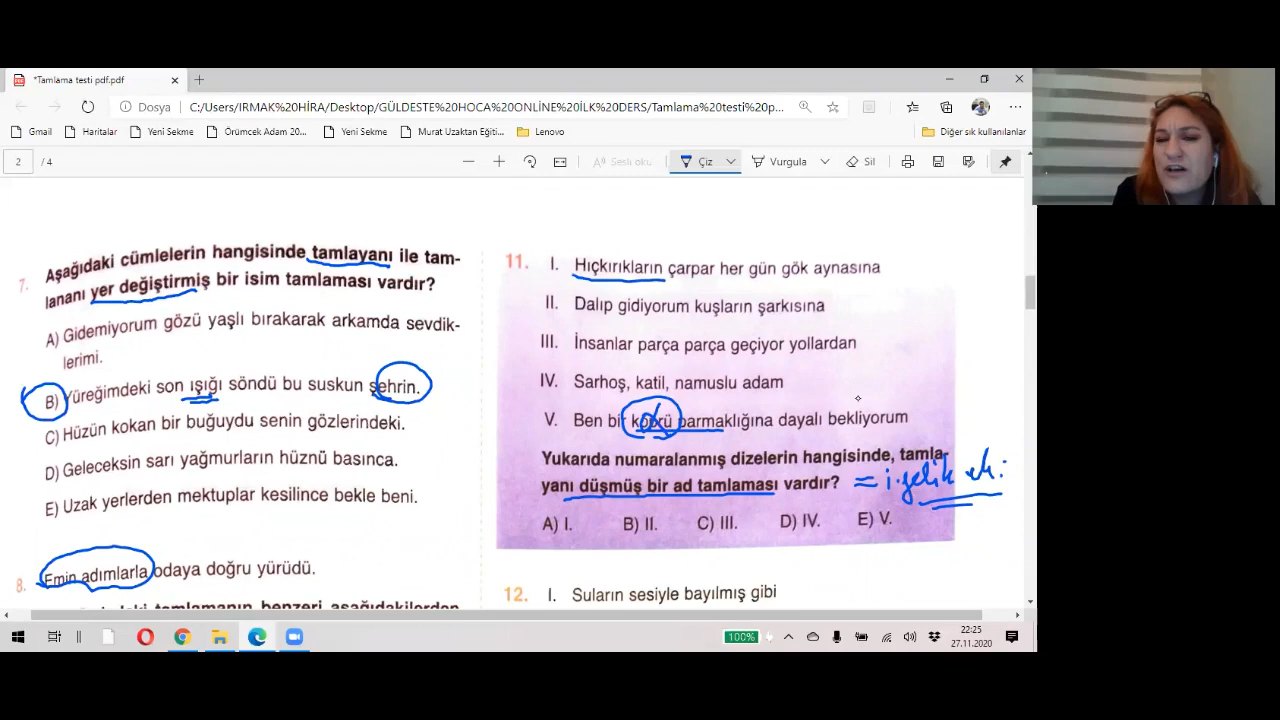 *Tamlama testi pdf.pdf
Dosya C:/Users/IRMAK%20HİRA/Desktop/GÜLDESTE%20HOCA%20ONLİNE%20İLK%20DERS/Tamlama%20testi%20p...
Gmail Haritalar Yeni Sekme Örümcek Adam 20... Yeni Sekme Murat Uzaktan Eğiti... Lenovo Diğer sık kullanılanlar
2 / 4 Sesli oku Çiz Vurgula Sil
7. Aşağıdaki cümlelerin hangisinde tamlayanı ile tam-
lananı yer değiştirmiş bir isim tamlaması vardır?
A) Gidemiyorum gözü yaşlı bırakarak arkamda sevdik-
lerimi.
B) Yüreğimdeki son ışığı söndü bu suskun şehrin.
C) Hüzün kokan bir buğuydu senin gözlerindeki.
D) Geleceksin sarı yağmurların hüznü basınca.
E) Uzak yerlerden mektuplar kesilince bekle beni.
8. Emin adımlarla odaya doğru yürüdü.
11. I. Hıçkırıkların çarpar her gün gök aynasına
II. Dalıp gidiyorum kuşların şarkısına
III. İnsanlar parça parça geçiyor yollardan
IV. Sarhoş, katil, namuslu adam
V. Ben bir köprü parmaklığına dayalı bekliyorum
Yukarıda numaralanmış dizelerin hangisinde, tamla-
yanı düşmüş bir ad tamlaması vardır? = i.yelik eki
A) I. B) II. C) III. D) IV. E) V.
12. I. Suların sesiyle bayılmış gibi
100% 22:25
27.11.2020